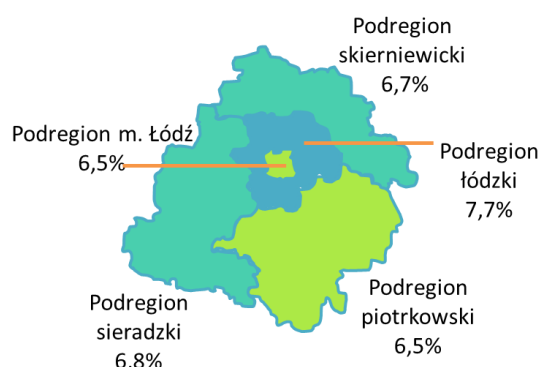 Podregion
skierniewicki
6,7%
Podregion m. Łódź
6,5%
Podregion
łódzki
7,7%
Podregion
piotrkowski
6,5%
Podregion
sieradzki
6,8%